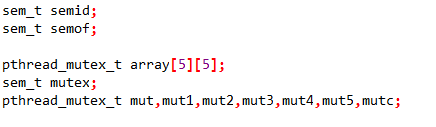 sem_t semid;
sem_t semof;
pthread_mutex_t array[5][5];
sem_t mutex;
pthread_mutex_t mut,mut1,mut2,mut3,mut4,mut5,mutc;